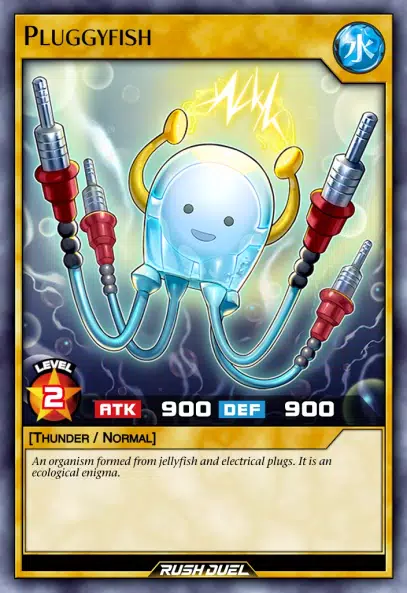 PLUGGYFISH
水
LEVEL
2
ATK 900 DEF 900
[THUNDER / NORMAL]
An organism formed from jellyfish and electrical plugs. It is an
ecological enigma.
RUSH DUEL